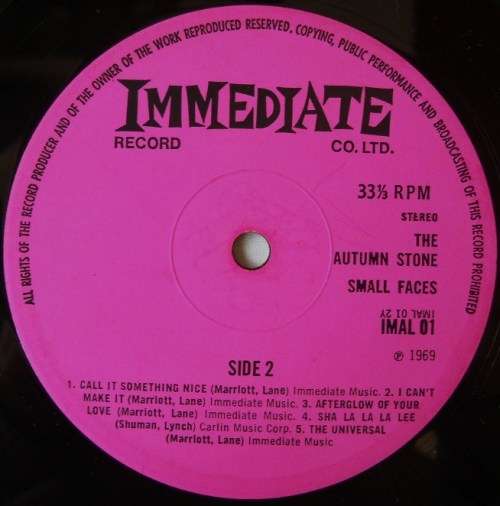 ALL RIGHTS OF THE RECORD PRODUCER AND OF THE OWNER OF THE WORK REPRODUCED RESERVED. COPYING, PUBLIC PERFORMANCE AND BROADCASTING OF THIS RECORD PROHIBITED
IMMEDIATE
RECORD CO. LTD.
33⅓ RPM
STEREO
THE
AUTUMN STONE
SMALL FACES
IMAL 01 2Y
IMAL 01
℗ 1969
SIDE 2
1. CALL IT SOMETHING NICE (Marriott, Lane) Immediate Music. 2. I CAN'T
MAKE IT (Marriott, Lane) Immediate Music. 3. AFTERGLOW OF YOUR
LOVE (Marriott, Lane) Immediate Music. 4. SHA LA LA LA LEE
(Shuman, Lynch) Carlin Music Corp. 5. THE UNIVERSAL
(Marriott, Lane) Immediate Music